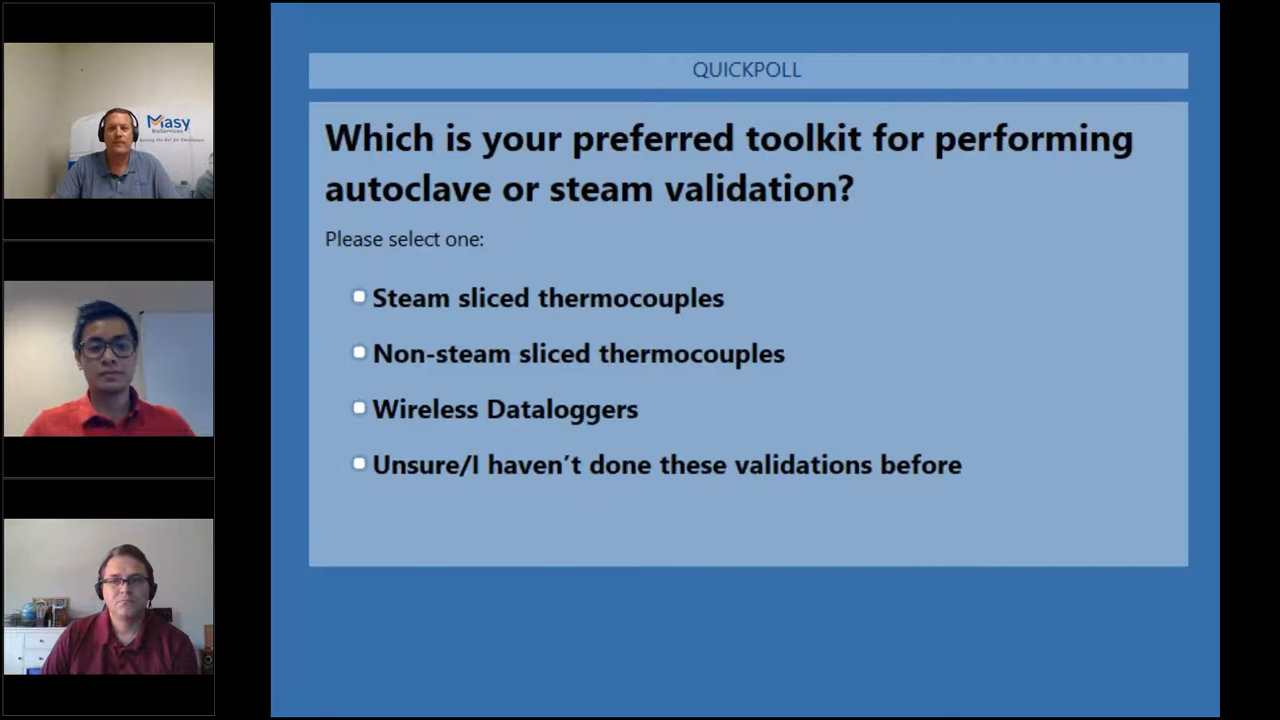 Masy
BioServices
QUICKPOLL
Which is your preferred toolkit for performing
autoclave or steam validation?
Please select one:
Steam sliced thermocouples
Non-steam sliced thermocouples
Wireless Dataloggers
Unsure/I haven’t done these validations before